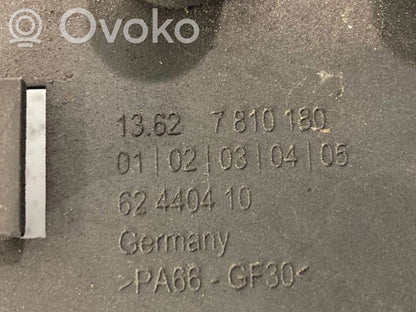 Ovoko
13.62 7 810 180
01 | 02 | 03 | 04 | 05
62 4404 10
Germany
>PA66 - GF30<